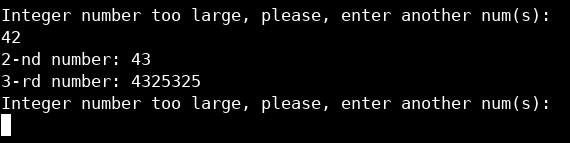 Integer number too large, please, enter another num(s):
42
2-nd number: 43
3-rd number: 4325325
Integer number too large, please, enter another num(s):